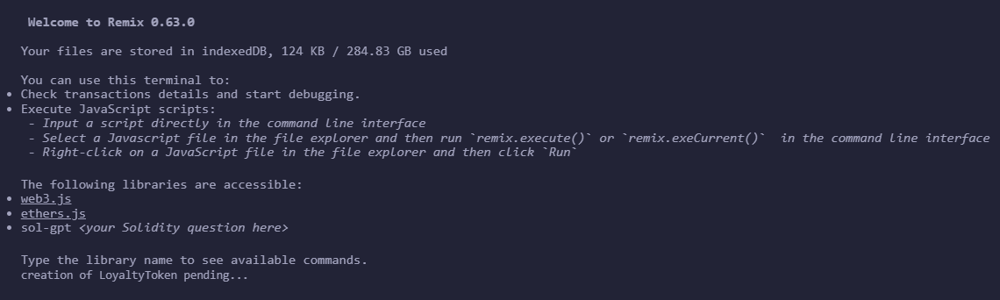 Welcome to Remix 0.63.0
Your files are stored in indexedDB, 124 KB / 284.83 GB used
You can use this terminal to:
• Check transactions details and start debugging.
• Execute JavaScript scripts:
- Input a script directly in the command line interface
- Select a Javascript file in the file explorer and then run `remix.execute()` or `remix.exeCurrent()`  in the command line interface
- Right-click on a JavaScript file in the file explorer and then click `Run`
The following libraries are accessible:
• web3.js
• ethers.js
• sol-gpt <your Solidity question here>
Type the library name to see available commands.
creation of LoyaltyToken pending...